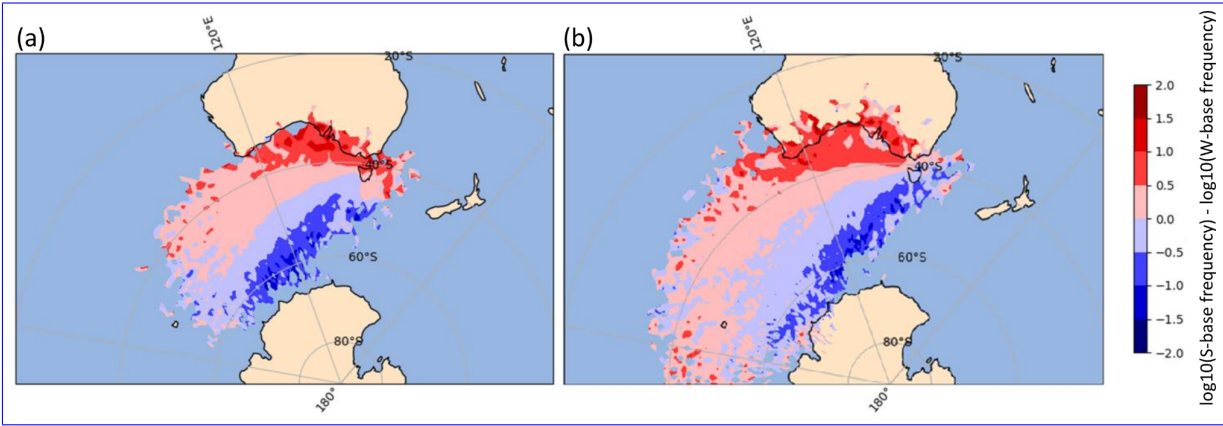 (a)
120°E
20°S
40°S
60°S
80°S
180°
(b)
120°E
20°S
40°S
60°S
80°S
180°
2.0
1.5
1.0
0.5
0.0
−0.5
−1.0
−1.5
−2.0
log10(S-base frequency) - log10(W-base frequency)